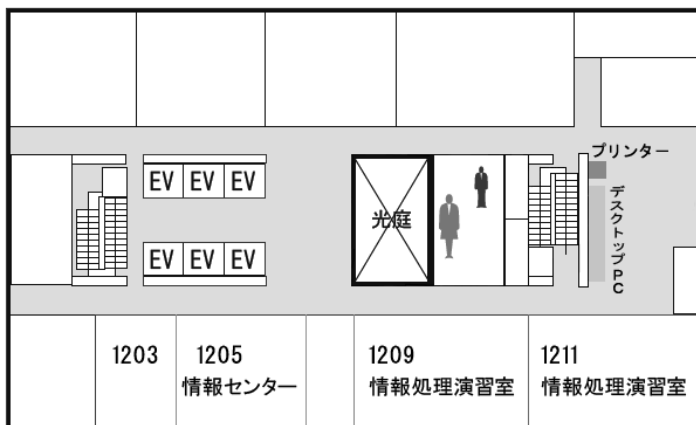 プリンター
EV EV EV
光庭
デスクトップPC
EV EV EV
1203
1205
情報センター
1209
情報処理演習室
1211
情報処理演習室